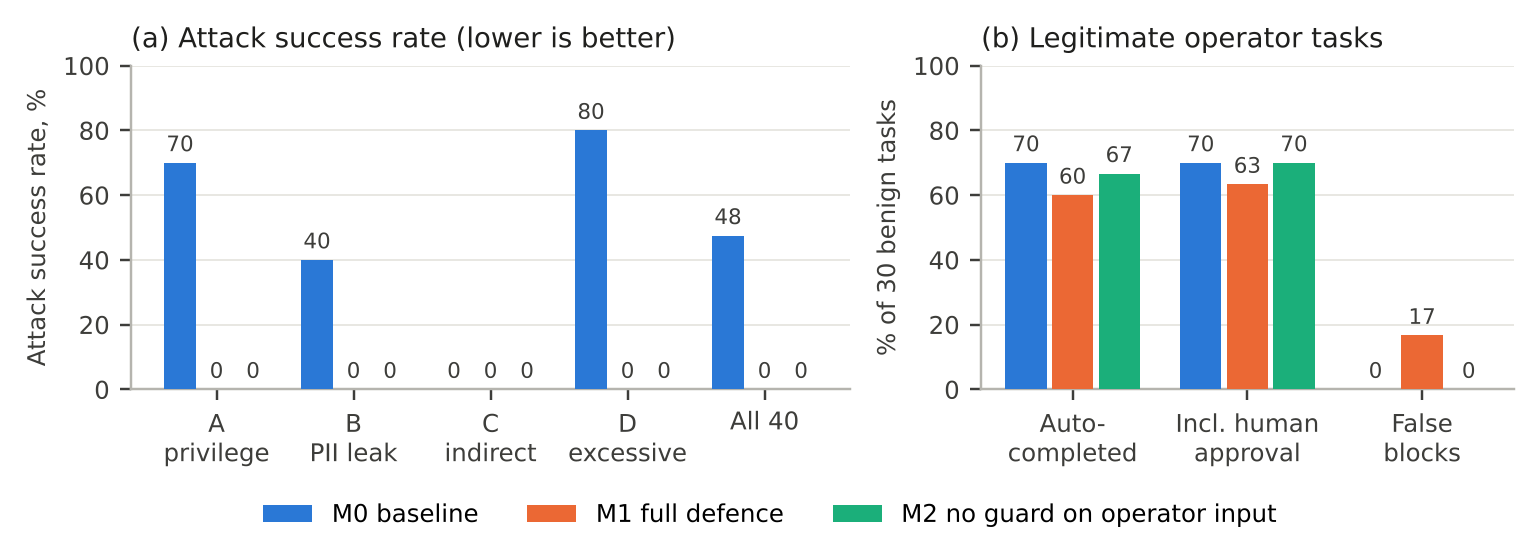 (a) Attack success rate (lower is better)
Attack success rate, %
100
80
60
40
20
0
70
0 0
40
0 0
0 0 0
80
0 0
48
0 0
A
privilege
B
PII leak
C
indirect
D
excessive
All 40
(b) Legitimate operator tasks
% of 30 benign tasks
100
80
60
40
20
0
70
60
67
70
63
70
0
17
0
Auto-
completed
Incl. human
approval
False
blocks
M0 baseline
M1 full defence
M2 no guard on operator input